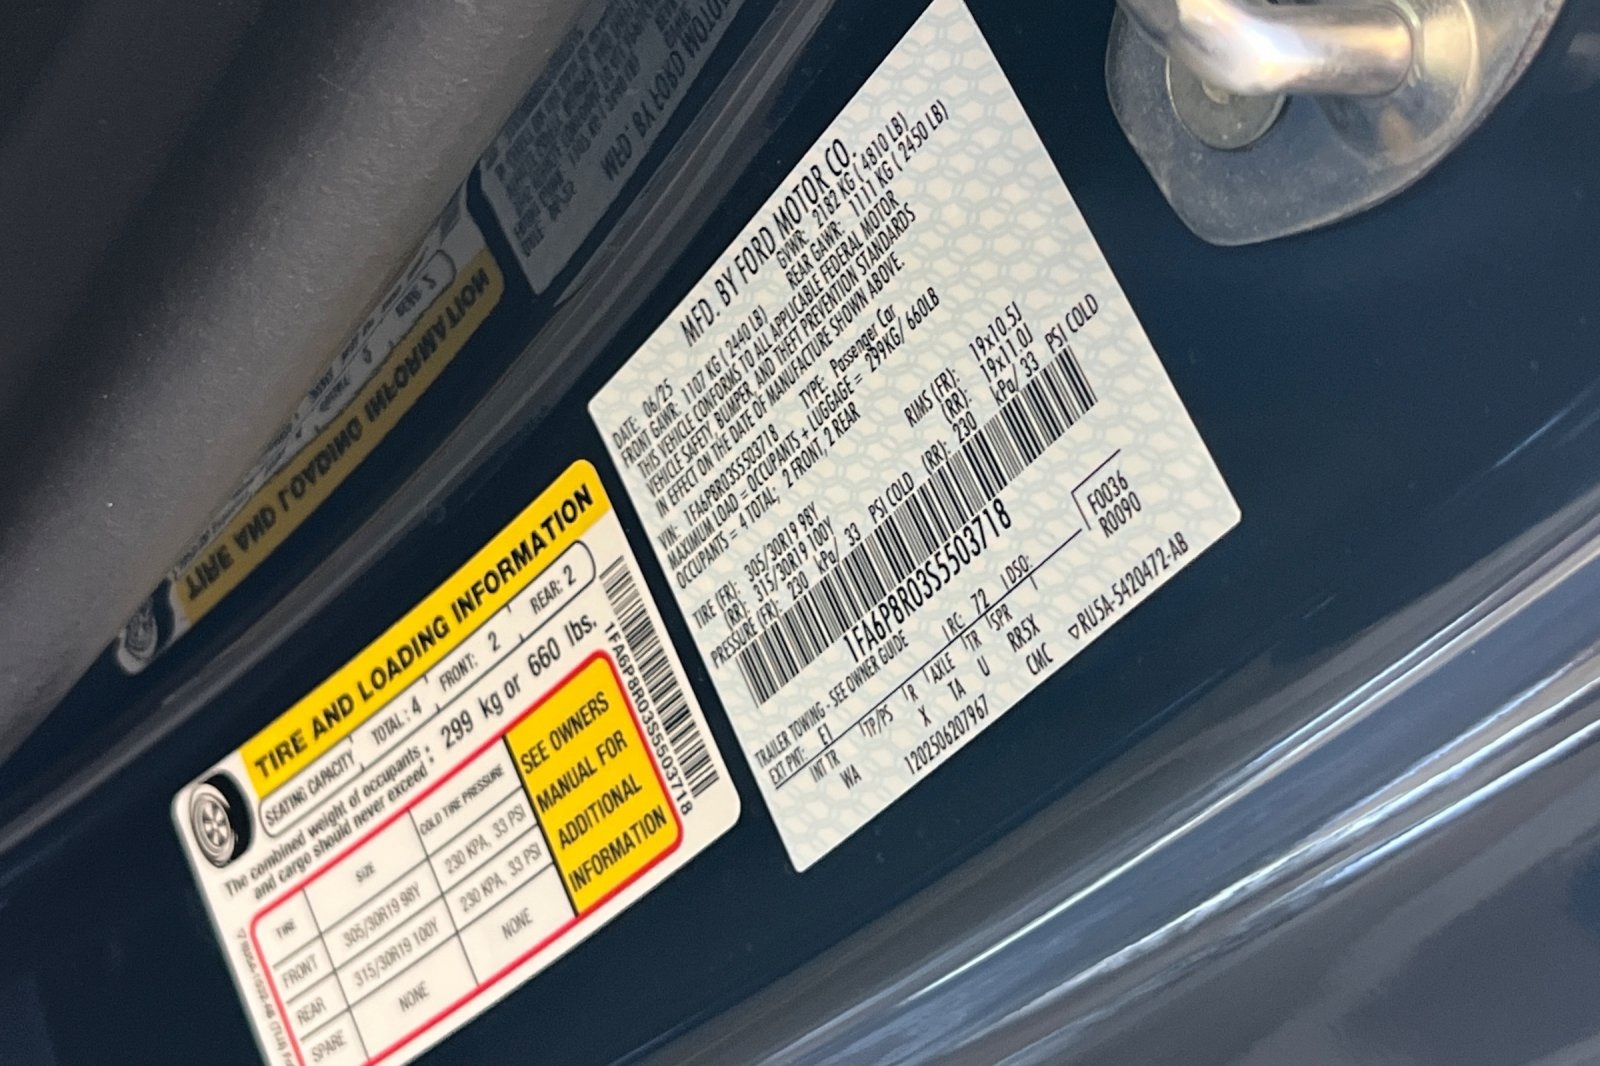 MFD. BY FORD MOTOR CO.
DATE: 06/25 GVWR: 2182 KG ( 4810 LB)
FRONT GAWR: 1107 KG ( 2440 LB) REAR GAWR: 1111 KG ( 2450 LB)
THIS VEHICLE CONFORMS TO ALL APPLICABLE FEDERAL MOTOR
VEHICLE SAFETY, BUMPER, AND THEFT PREVENTION STANDARDS
IN EFFECT ON THE DATE OF MANUFACTURE SHOWN ABOVE.
VIN: 1FA6P8R03S5503718 TYPE: Passenger Car
MAXIMUM LOAD = OCCUPANTS + LUGGAGE = 299KG/ 660LB
OCCUPANTS = 4 TOTAL; 2 FRONT, 2 REAR
TIRE (FR): 305/30R19 98Y RIMS (FR): 19x10.5J
(RR): 315/30R19 100Y (RR): 19x11.0J
PRESSURE (FR): 230 kPa/ 33 PSI COLD (RR): 230 kPa/ 33 PSI COLD
1FA6P8R03S5503718
TRAILER TOWING - SEE OWNER GUIDE
EXT PNT: E1 RC: 72 DSO: F0036
R0090
INT TR TP/PS R AXLE TR SPR
WA X TA U RR5X
1202506207967 CMC
▽RU5A-5420472-AB
TIRE AND LOADING INFORMATION
SEATING CAPACITY TOTAL : 4 FRONT: 2 REAR: 2
The combined weight of occupants
and cargo should never exceed : 299 kg or 660 lbs.
TIRE SIZE COLD TIRE PRESSURE
FRONT 305/30R19 98Y 230 KPA, 33 PSI
REAR 315/30R19 100Y 230 KPA, 33 PSI
SPARE NONE NONE
SEE OWNERS
MANUAL FOR
ADDITIONAL
INFORMATION
1FA6P8R03S5503718